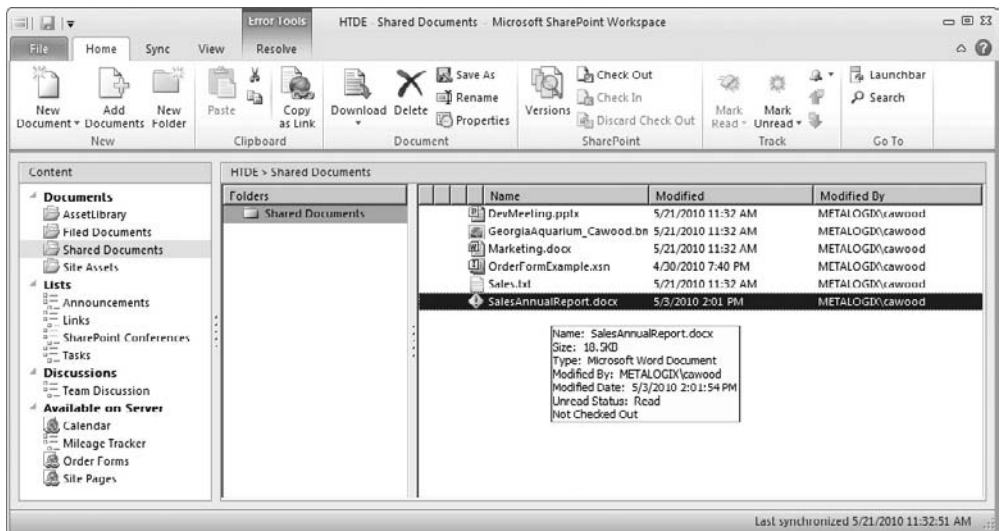 Error Tools
HTDE - Shared Documents - Microsoft SharePoint Workspace
File Home Sync View Resolve
New Document
Add Documents
New Folder
New
Paste
Copy as Link
Clipboard
Download
Delete
Save As
Rename
Properties
Document
Versions
Check Out
Check In
Discard Check Out
SharePoint
Mark Read
Mark Unread
Track
Launchbar
Search
Go To
Content
Documents
AssetLibrary
Filed Documents
Shared Documents
Site Assets
Lists
Announcements
Links
SharePoint Conferences
Tasks
Discussions
Team Discussion
Available on Server
Calendar
Mileage Tracker
Order Forms
Site Pages
HTDE > Shared Documents
Folders
Shared Documents
Name Modified Modified By
DevMeeting.pptx 5/21/2010 11:32 AM METALOGIX\cawood
GeorgiaAquarium_Cawood.bm 5/21/2010 11:32 AM METALOGIX\cawood
Marketing.docx 5/21/2010 11:32 AM METALOGIX\cawood
OrderFormExample.xsn 4/30/2010 7:40 PM METALOGIX\cawood
Sales.txt 5/21/2010 11:32 AM METALOGIX\cawood
SalesAnnualReport.docx 5/3/2010 2:01 PM METALOGIX\cawood
Name: SalesAnnualReport.docx
Size: 18.5KB
Type: Microsoft Word Document
Modified By: METALOGIX\cawood
Modified Date: 5/3/2010 2:01:54 PM
Unread Status: Read
Not Checked Out
Last synchronized 5/21/2010 11:32:51 AM